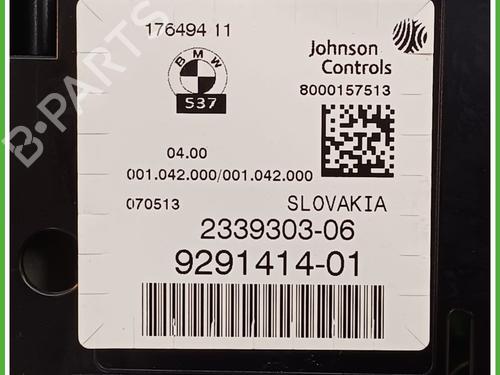 B-PARTS
176494 11
BMW
S37
Johnson
Controls
8000157513
04.00
001.042.000/001.042.000
070513
SLOVAKIA
2339303-06
9291414-01